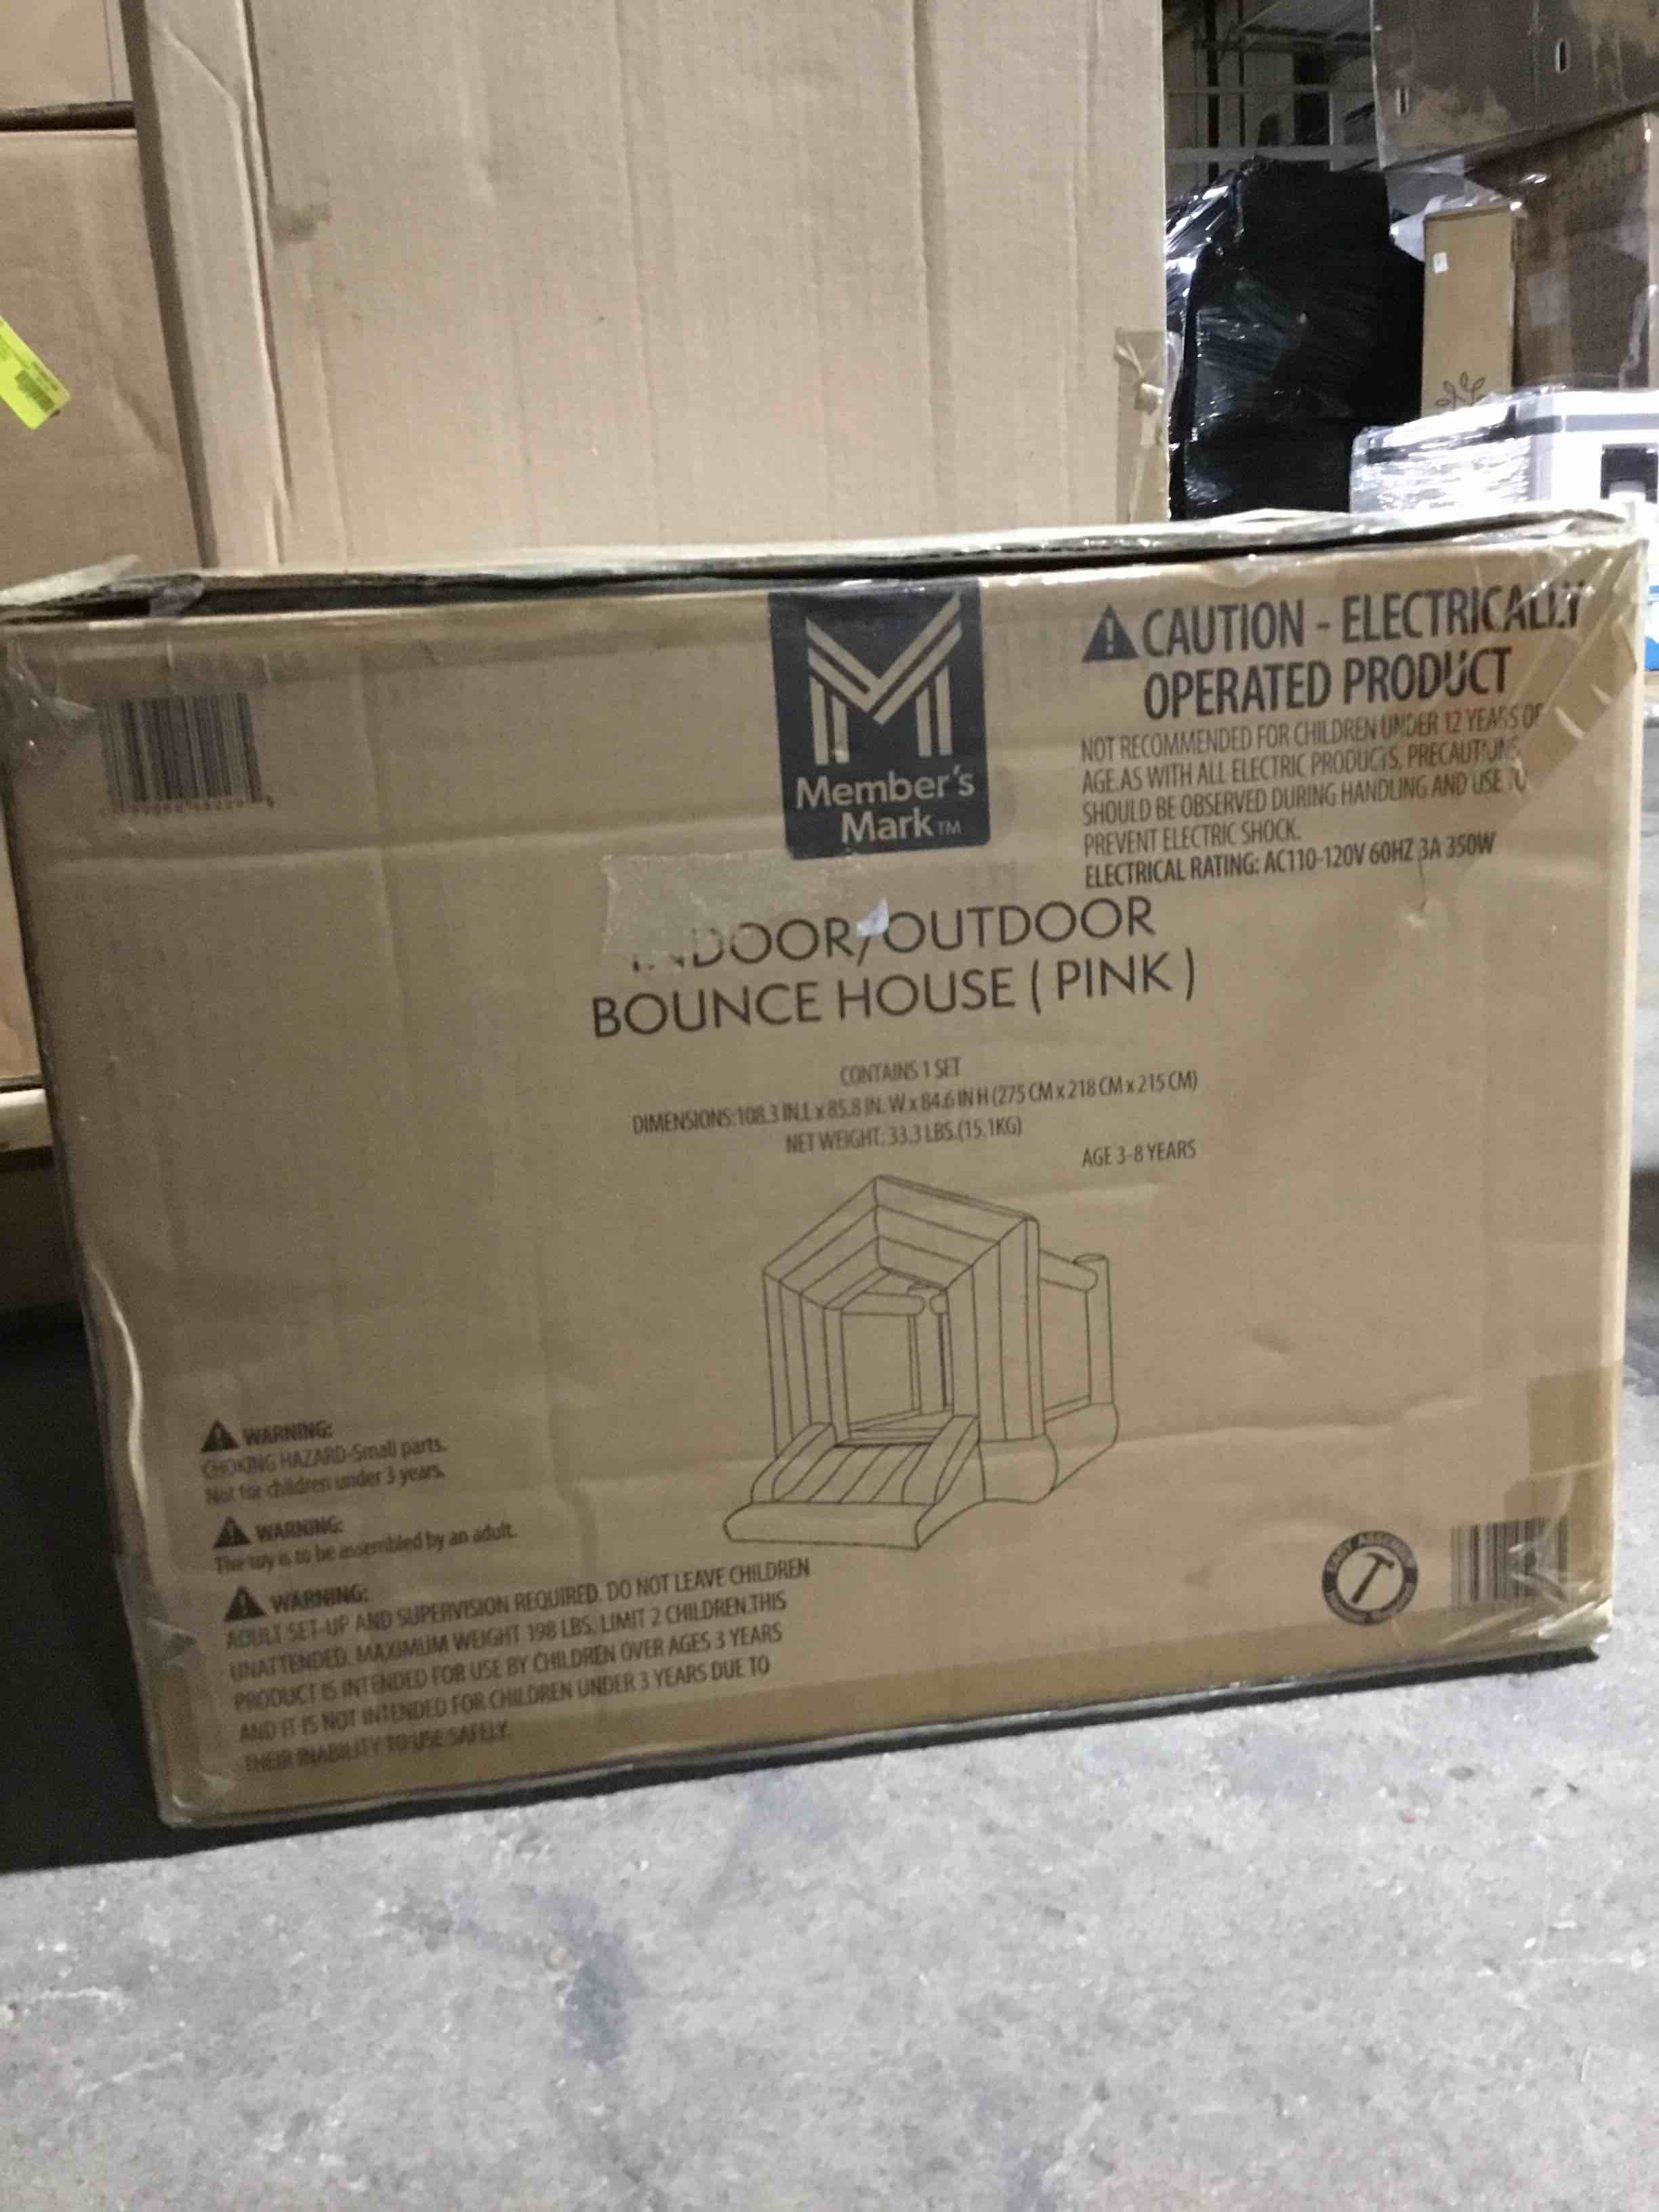 Member's
Mark TM
CAUTION - ELECTRICALLY
OPERATED PRODUCT
NOT RECOMMENDED FOR CHILDREN UNDER 12 YEARS OF
AGE.AS WITH ALL ELECTRIC PRODUCTS, PRECAUTIONS
SHOULD BE OBSERVED DURING HANDLING AND USE TO
PREVENT ELECTRIC SHOCK.
ELECTRICAL RATING: AC110-120V 60HZ 3A 350W
INDOOR/OUTDOOR
BOUNCE HOUSE ( PINK )
CONTAINS 1 SET
DIMENSIONS:108.3 IN.L x 85.8 IN. W x 84.6 IN H (275 CM x 218 CM x 215 CM)
NET WEIGHT: 33.3 LBS.(15.1KG)
AGE 3-8 YEARS
WARNING:
CHOKING HAZARD-Small parts.
Not for children under 3 years.
WARNING:
The toy is to be assembled by an adult.
WARNING:
ADULT SET-UP AND SUPERVISION REQUIRED. DO NOT LEAVE CHILDREN
UNATTENDED. MAXIMUM WEIGHT 198 LBS. LIMIT 2 CHILDREN.THIS
PRODUCT IS INTENDED FOR USE BY CHILDREN OVER AGES 3 YEARS
AND IT IS NOT INTENDED FOR CHILDREN UNDER 3 YEARS DUE TO
THEIR INABILITY TO USE SAFELY.
EASY ASSEMBLY